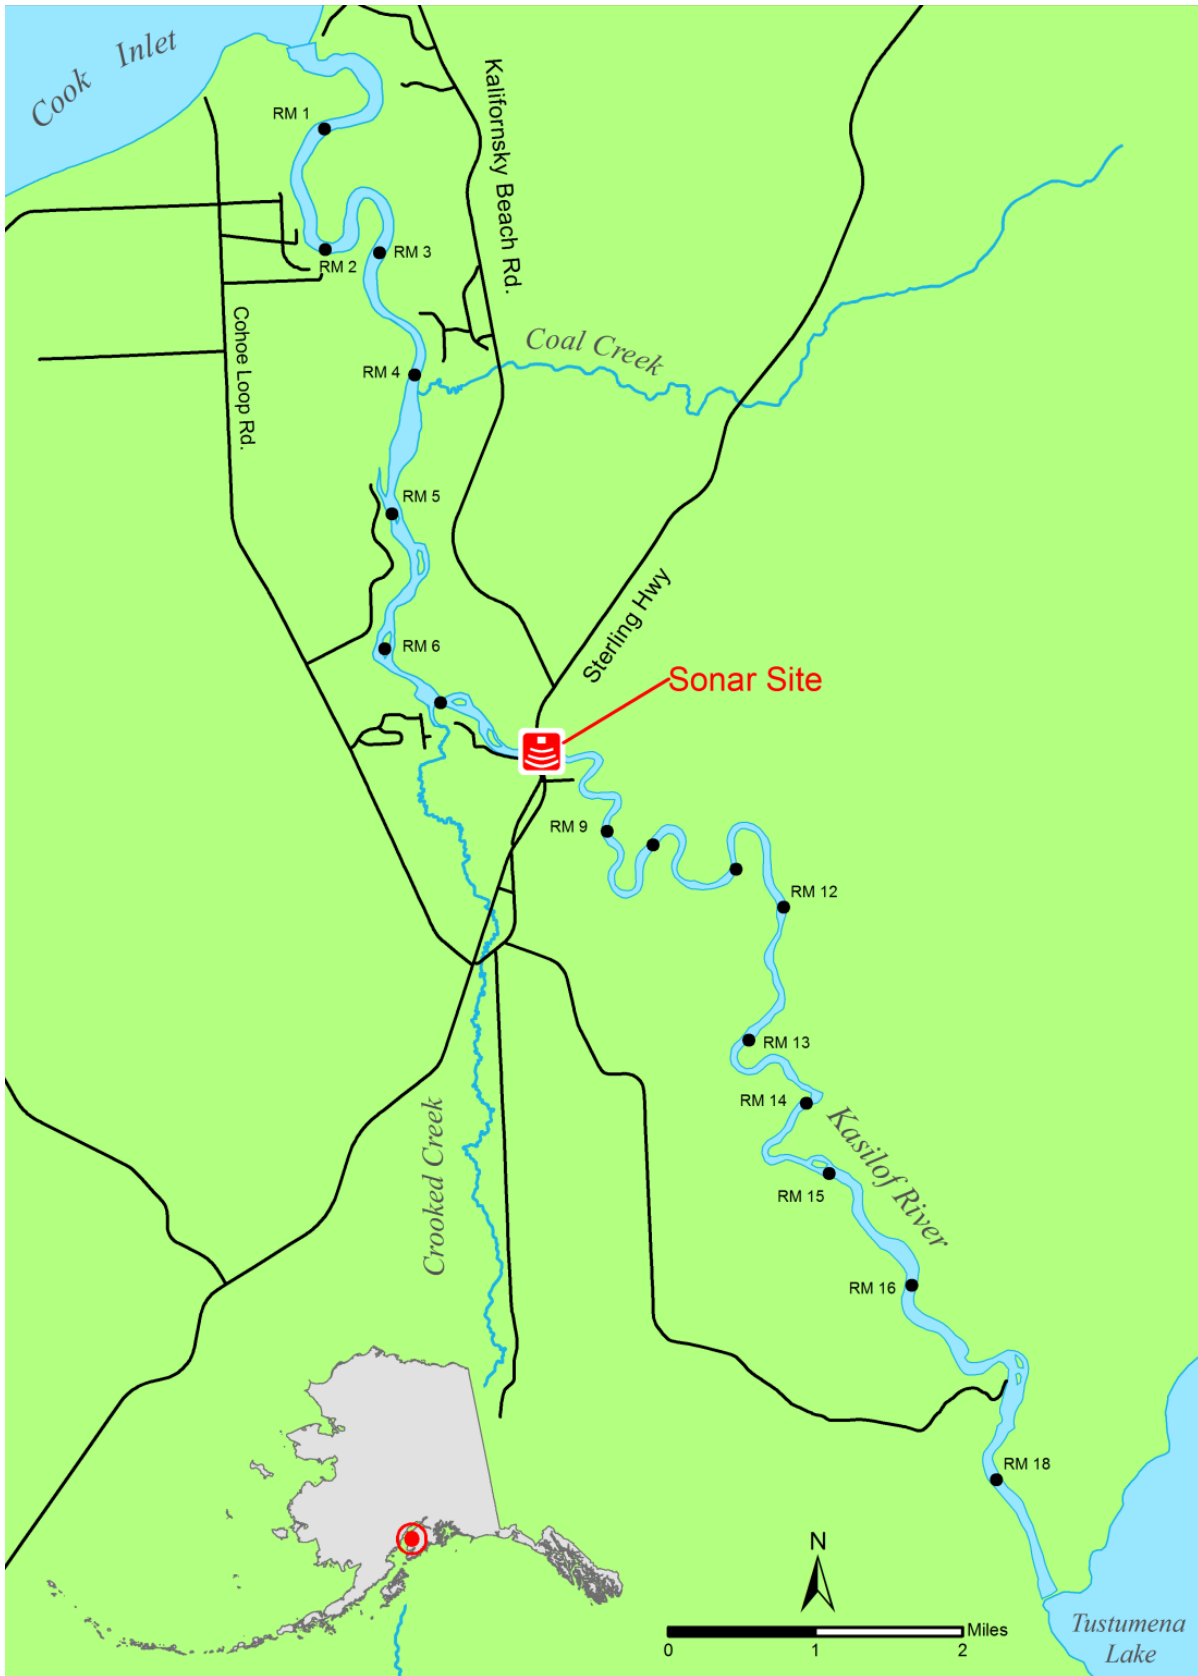 Cook Inlet
RM 1
Kalifornsky Beach Rd.
RM 2
RM 3
Cohoe Loop Rd.
Coal Creek
RM 4
RM 5
Sterling Hwy
RM 6
Sonar Site
RM 9
RM 12
RM 13
RM 14
Kasilof River
Crooked Creek
RM 15
RM 16
RM 18
N
Miles
0 1 2
Tustumena
Lake